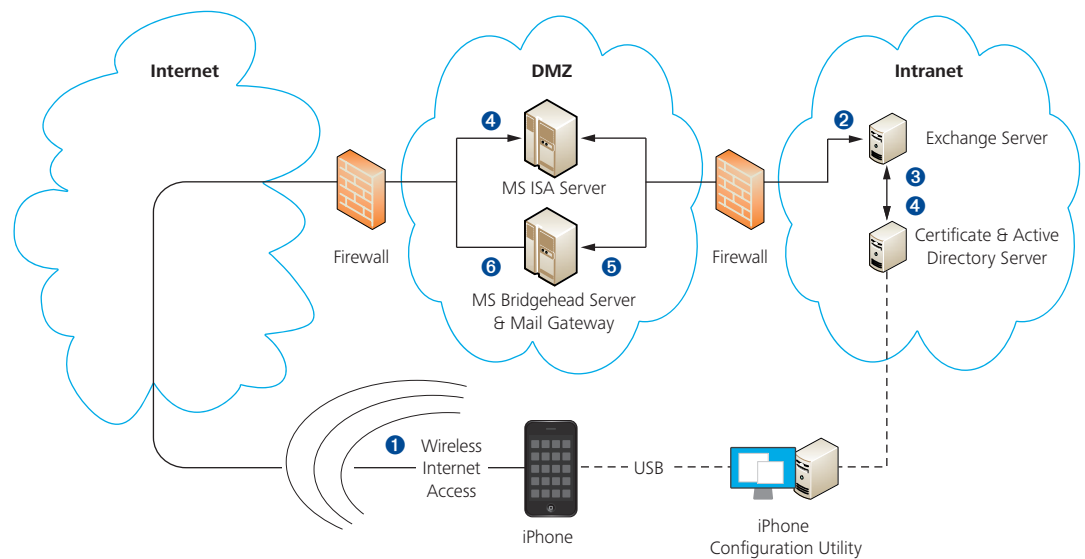 Internet
DMZ
Intranet
4
MS ISA Server
2
Exchange Server
3
4
Firewall
Firewall
Certificate & Active
Directory Server
6
5
MS Bridgehead Server
& Mail Gateway
1
Wireless
Internet
Access
USB
iPhone
iPhone
Configuration Utility